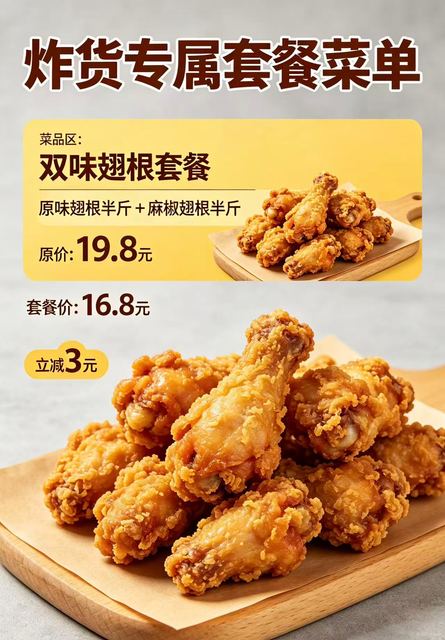 炸货专属套餐菜单
菜品区：
双味翅根套餐
原味翅根半斤 + 麻椒翅根半斤
原价：19.8元
套餐价：16.8元
立减3元